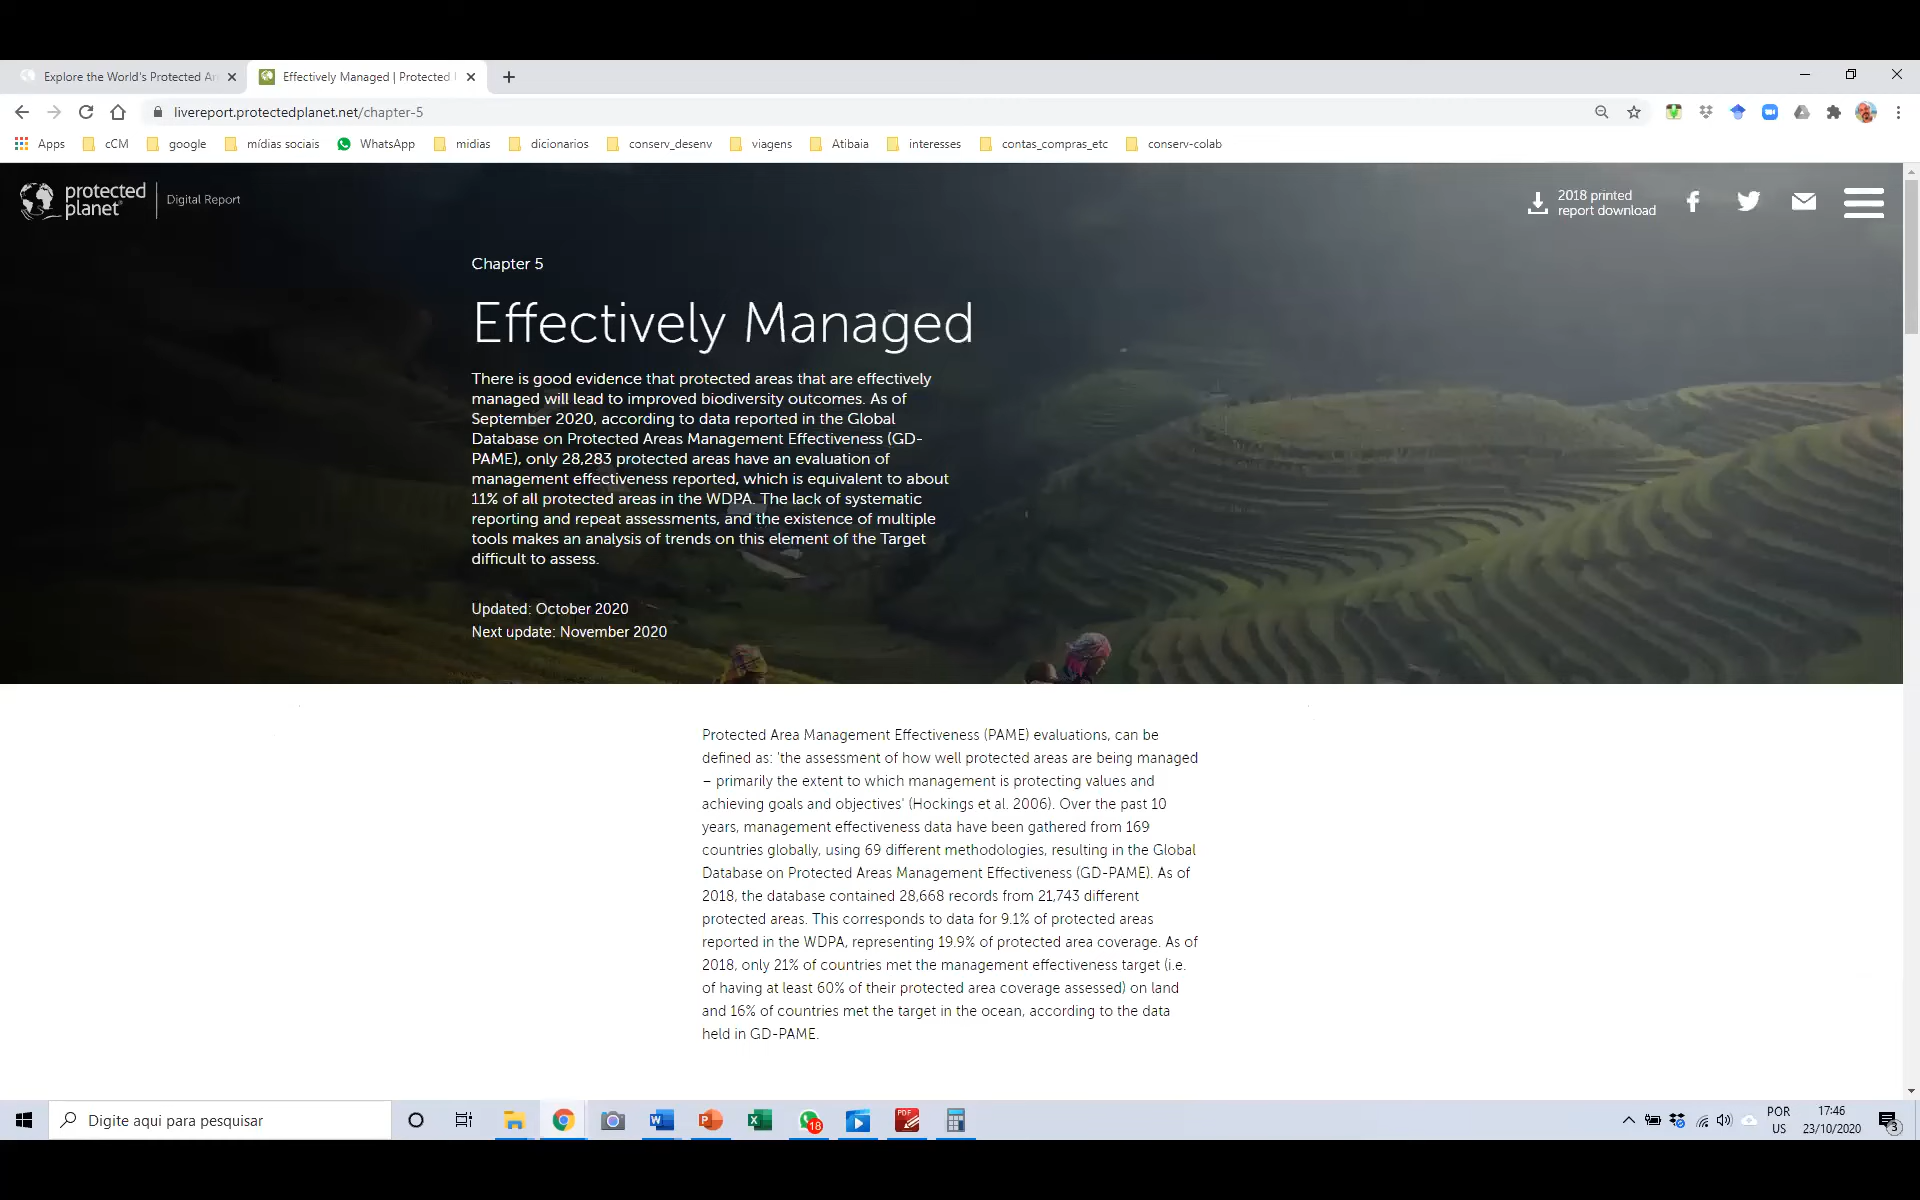 Explore the World's Protected Ar
Effectively Managed | Protected
livereport.protectedplanet.net/chapter-5
Apps
cCM
google
mídias sociais
WhatsApp
midias
dicionarios
conserv_desenv
viagens
Atibaia
interesses
contas_compras_etc
conserv-colab
protected
planet
Digital Report
2018 printed
report download
Chapter 5
Effectively Managed
There is good evidence that protected areas that are effectively
managed will lead to improved biodiversity outcomes. As of
September 2020, according to data reported in the Global
Database on Protected Areas Management Effectiveness (GD-
PAME), only 28,283 protected areas have an evaluation of
management effectiveness reported, which is equivalent to about
11% of all protected areas in the WDPA. The lack of systematic
reporting and repeat assessments, and the existence of multiple
tools makes an analysis of trends on this element of the Target
difficult to assess.
Updated: October 2020
Next update: November 2020
Protected Area Management Effectiveness (PAME) evaluations, can be
defined as: 'the assessment of how well protected areas are being managed
– primarily the extent to which management is protecting values and
achieving goals and objectives' (Hockings et al. 2006). Over the past 10
years, management effectiveness data have been gathered from 169
countries globally, using 69 different methodologies, resulting in the Global
Database on Protected Areas Management Effectiveness (GD-PAME). As of
2018, the database contained 28,668 records from 21,743 different
protected areas. This corresponds to data for 9.1% of protected areas
reported in the WDPA, representing 19.9% of protected area coverage. As of
2018, only 21% of countries met the management effectiveness target (i.e.
of having at least 60% of their protected area coverage assessed) on land
and 16% of countries met the target in the ocean, according to the data
held in GD-PAME.
Digite aqui para pesquisar
18
PDF
POR
US
17:46
23/10/2020
3